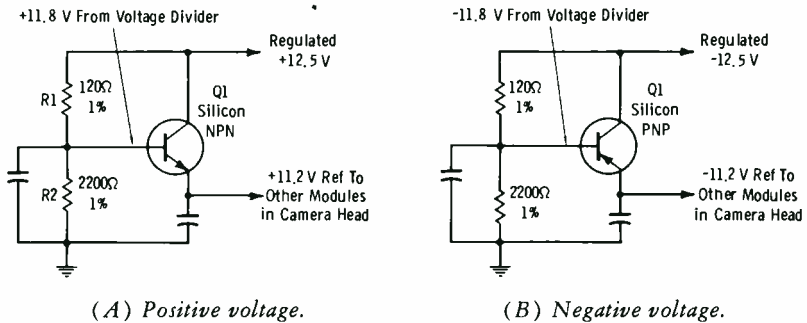 +11.8 V From Voltage Divider
Regulated
+12.5 V
R1
120Ω
1%
Q1
Silicon
NPN
R2
2200Ω
1%
+11.2 V Ref To
Other Modules
in Camera Head
(A) Positive voltage.
-11.8 V From Voltage Divider
Regulated
-12.5 V
120Ω
1%
Q1
Silicon
PNP
2200Ω
1%
-11.2 V Ref To
Other Modules
in Camera Head
(B) Negative voltage.